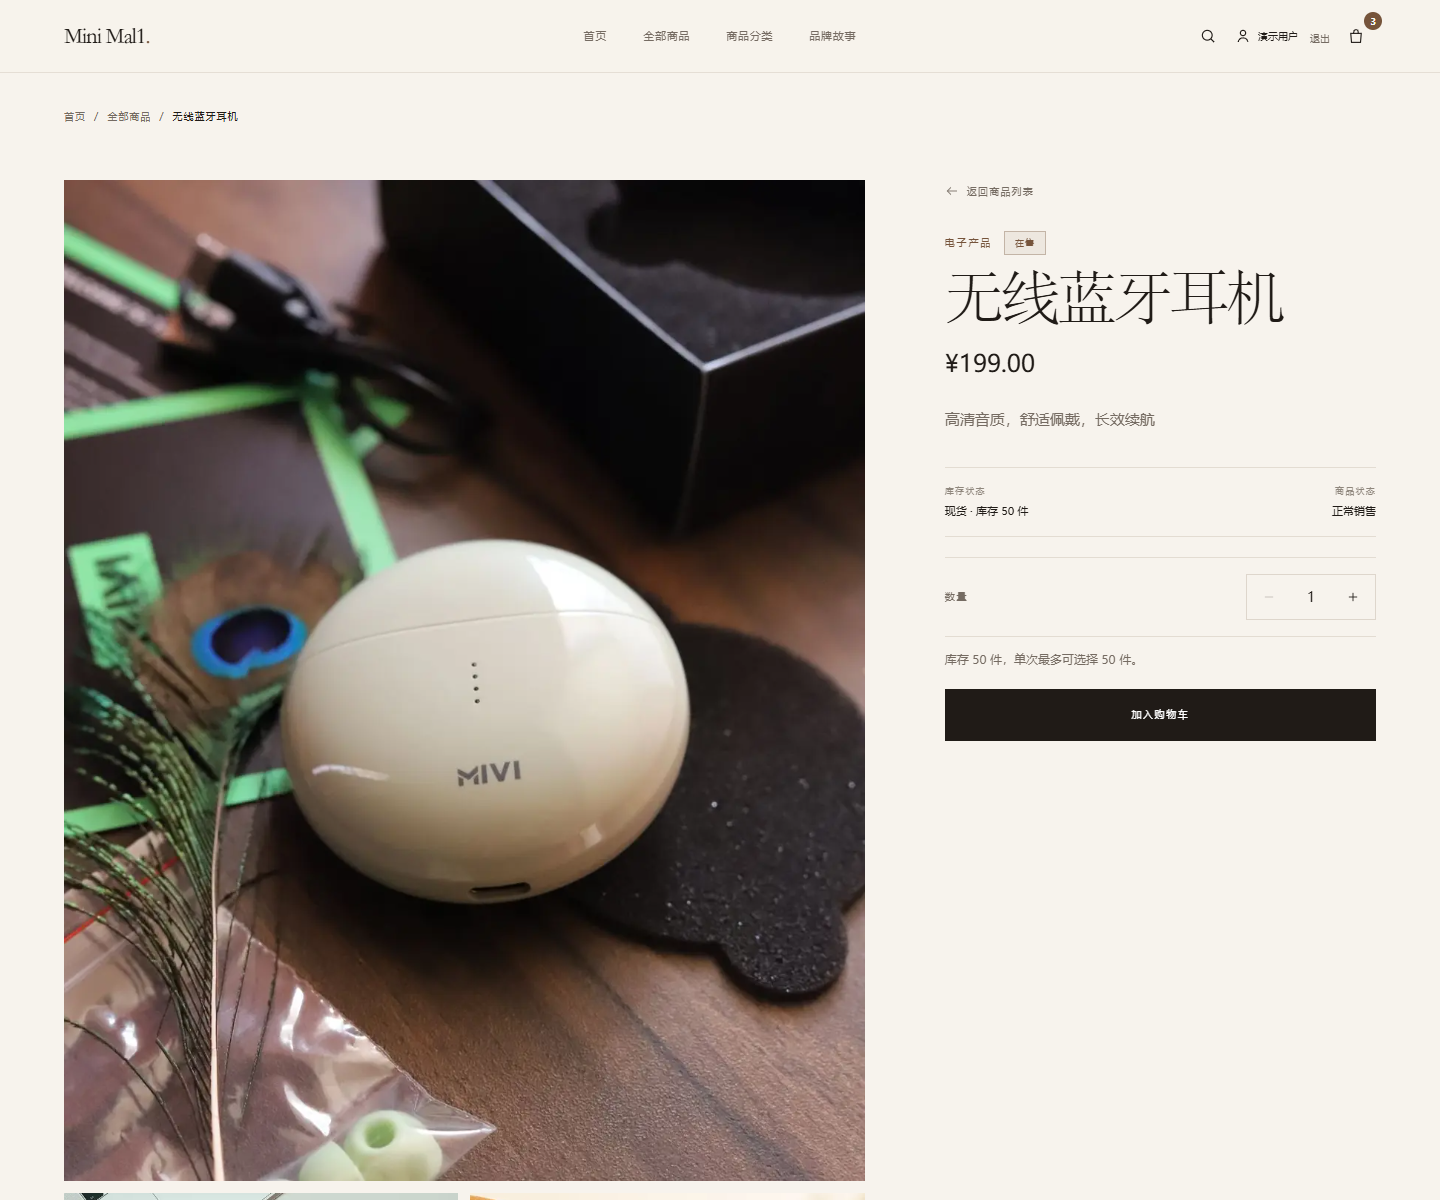 Mini Mal1.
首页
全部商品
商品分类
品牌故事
演示用户
退出
3
首页 / 全部商品 / 无线蓝牙耳机
返回商品列表
电子产品
在售
无线蓝牙耳机
¥199.00
高清音质，舒适佩戴，长效续航
库存状态
商品状态
现货 · 库存 50 件
正常销售
数量
1
库存 50 件，单次最多可选择 50 件。
加入购物车
MIVI